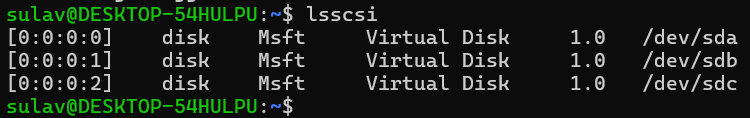 sulav@DESKTOP-54HULPU:~$ lsscsi
[0:0:0:0]    disk    Msft     Virtual Disk     1.0   /dev/sda
[0:0:0:1]    disk    Msft     Virtual Disk     1.0   /dev/sdb
[0:0:0:2]    disk    Msft     Virtual Disk     1.0   /dev/sdc
sulav@DESKTOP-54HULPU:~$